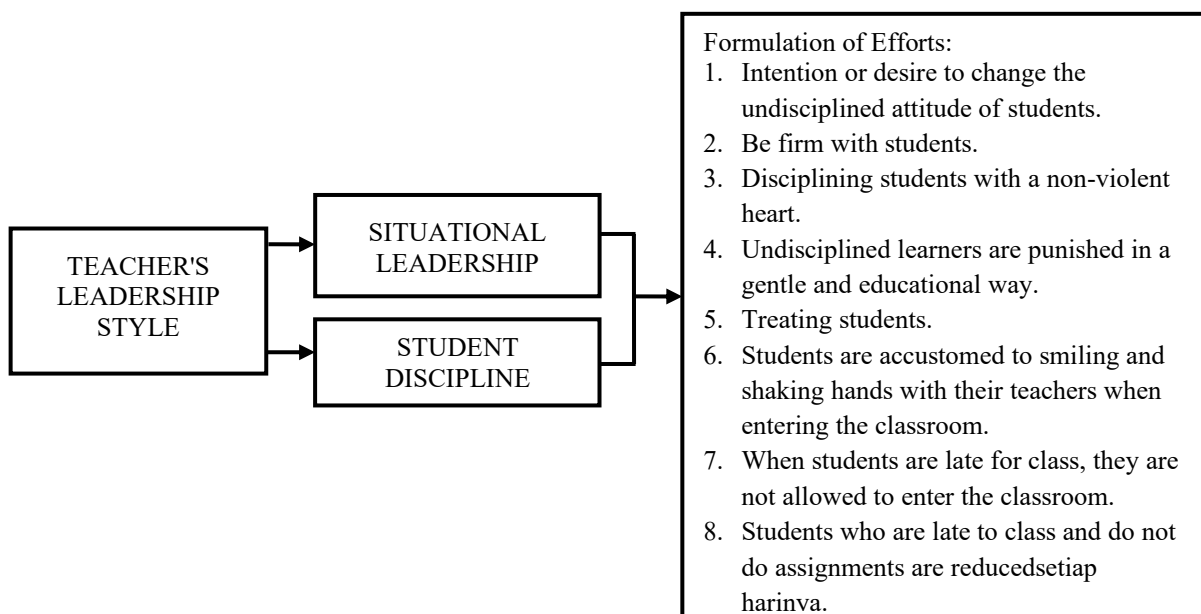 TEACHER'S
LEADERSHIP
STYLE
SITUATIONAL
LEADERSHIP
STUDENT
DISCIPLINE
Formulation of Efforts:
1. Intention or desire to change the
undisciplined attitude of students.
2. Be firm with students.
3. Disciplining students with a non-violent
heart.
4. Undisciplined learners are punished in a
gentle and educational way.
5. Treating students.
6. Students are accustomed to smiling and
shaking hands with their teachers when
entering the classroom.
7. When students are late for class, they are
not allowed to enter the classroom.
8. Students who are late to class and do not
do assignments are reducedsetiap
harinya.